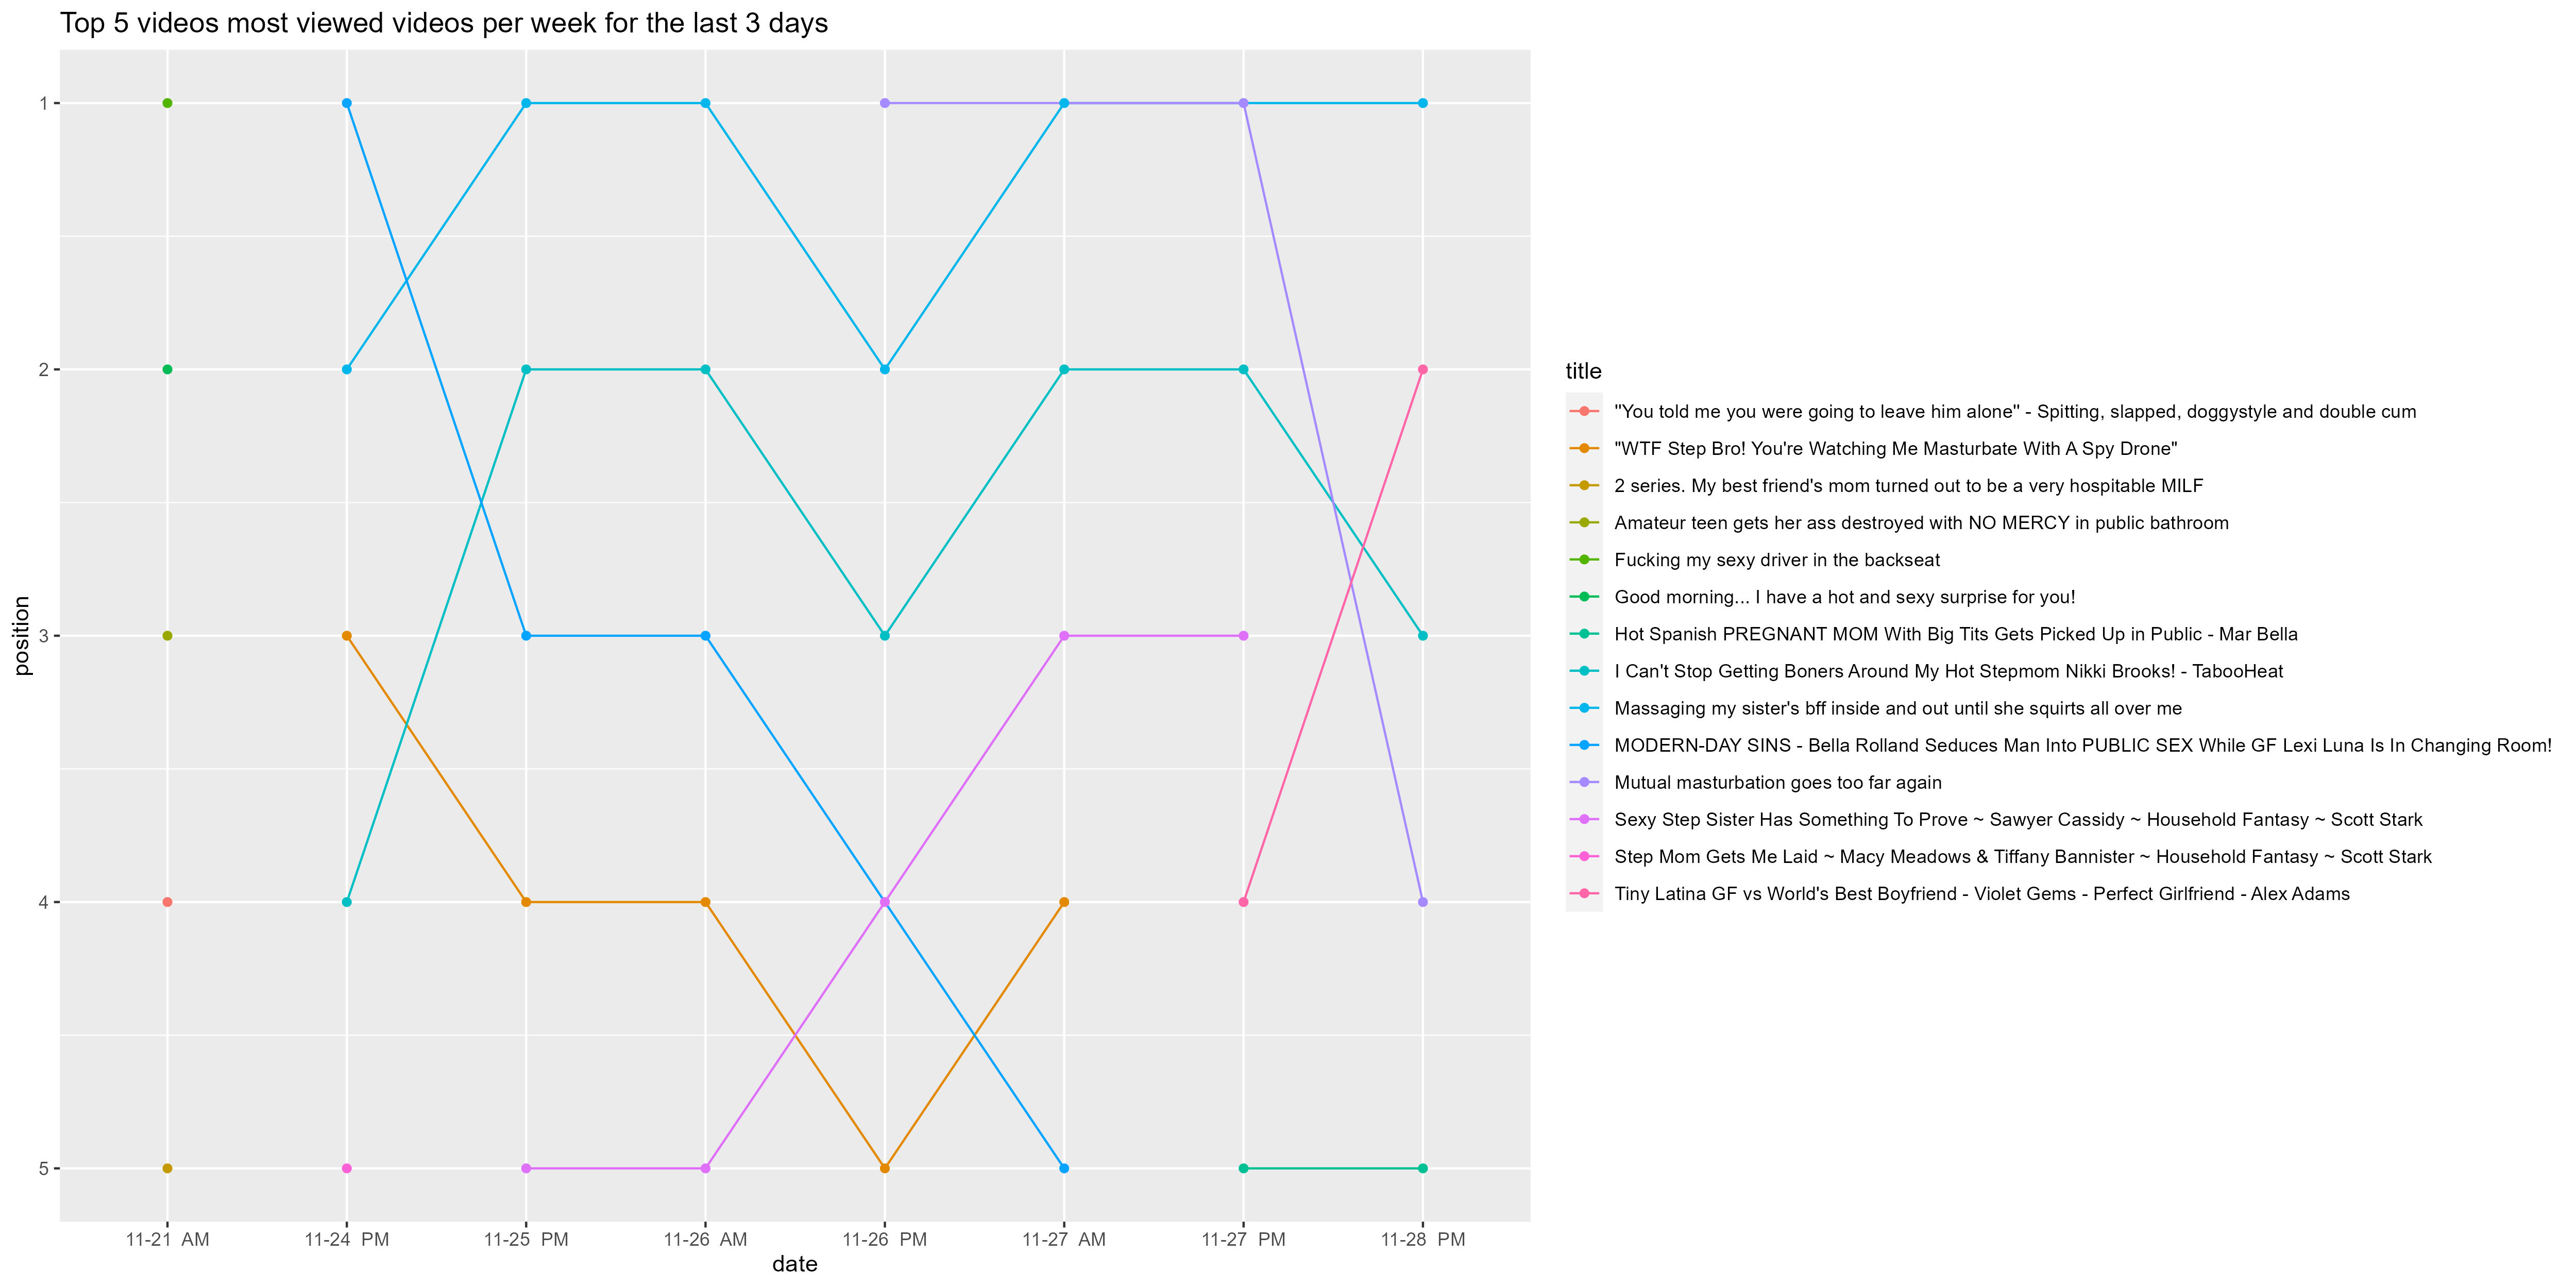 Top 5 videos most viewed videos per week for the last 3 days
position
1
2
3
4
5
11-21 AM
11-24 PM
11-25 PM
11-26 AM
11-26 PM
11-27 AM
11-27 PM
11-28 PM
date
title
"You told me you were going to leave him alone" - Spitting, slapped, doggystyle and double cum
"WTF Step Bro! You're Watching Me Masturbate With A Spy Drone"
2 series. My best friend's mom turned out to be a very hospitable MILF
Amateur teen gets her ass destroyed with NO MERCY in public bathroom
Fucking my sexy driver in the backseat
Good morning... I have a hot and sexy surprise for you!
Hot Spanish PREGNANT MOM With Big Tits Gets Picked Up in Public - Mar Bella
I Can't Stop Getting Boners Around My Hot Stepmom Nikki Brooks! - TabooHeat
Massaging my sister's bff inside and out until she squirts all over me
MODERN-DAY SINS - Bella Rolland Seduces Man Into PUBLIC SEX While GF Lexi Luna Is In Changing Room!
Mutual masturbation goes too far again
Sexy Step Sister Has Something To Prove ~ Sawyer Cassidy ~ Household Fantasy ~ Scott Stark
Step Mom Gets Me Laid ~ Macy Meadows & Tiffany Bannister ~ Household Fantasy ~ Scott Stark
Tiny Latina GF vs World's Best Boyfriend - Violet Gems - Perfect Girlfriend - Alex Adams